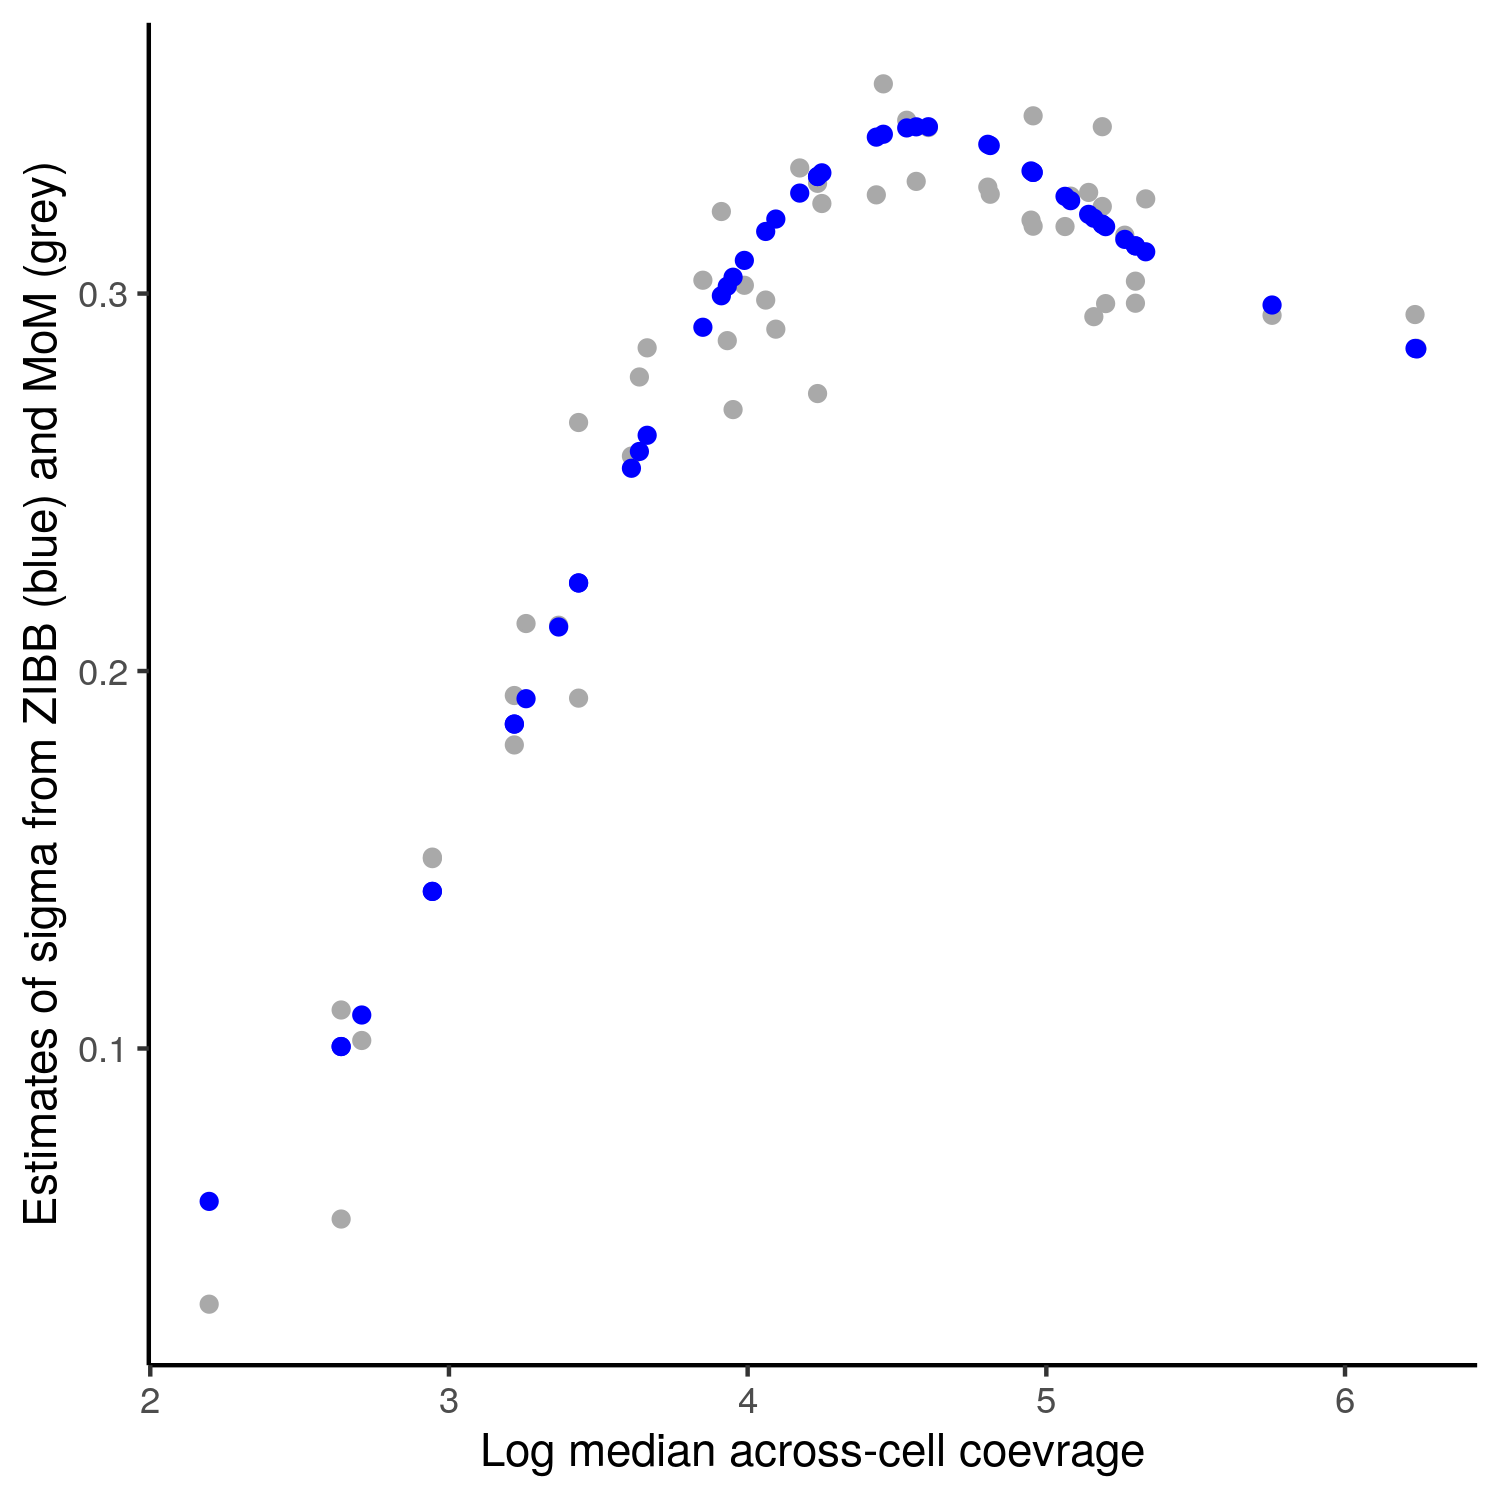 Estimates of sigma from ZIBB (blue) and MoM (grey)
0.3
0.2
0.1
2 3 4 5 6
Log median across-cell coevrage